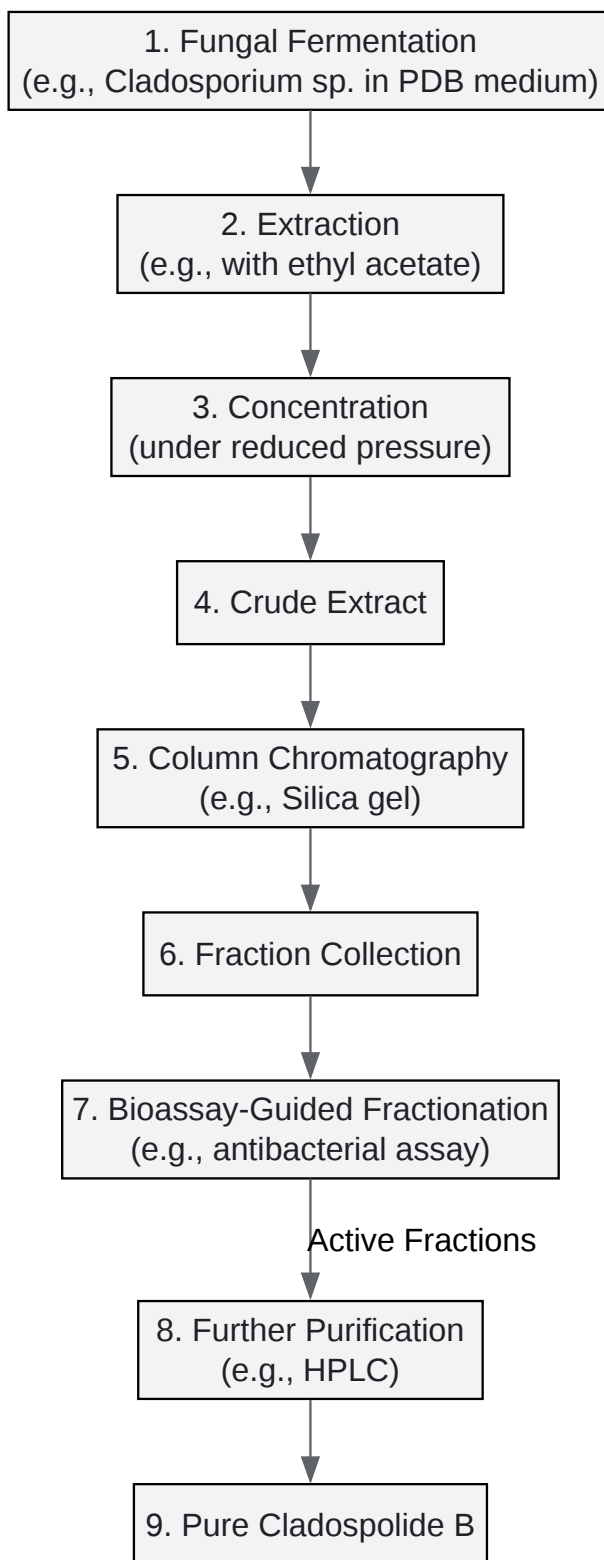 1. Fungal Fermentation
(e.g., Cladosporium sp. in PDB medium)
2. Extraction
(e.g., with ethyl acetate)
3. Concentration
(under reduced pressure)
4. Crude Extract
5. Column Chromatography
(e.g., Silica gel)
6. Fraction Collection
7. Bioassay-Guided Fractionation
(e.g., antibacterial assay)
Active Fractions
8. Further Purification
(e.g., HPLC)
9. Pure Cladospolide B